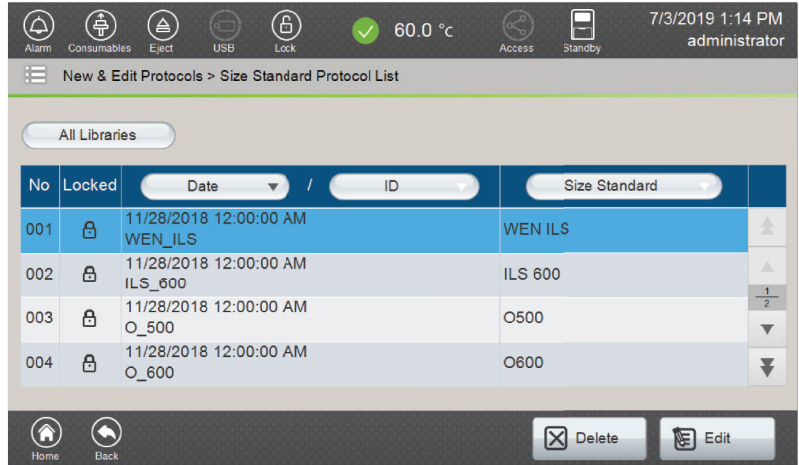 60.0 °c
7/3/2019 1:14 PM
administrator
Alarm Consumables Eject USB Lock Access Standby
New & Edit Protocols > Size Standard Protocol List
All Libraries
No Locked Date / ID Size Standard
001 11/28/2018 12:00:00 AM WEN ILS
WEN_ILS
002 11/28/2018 12:00:00 AM ILS 600
ILS_600
1
2
003 11/28/2018 12:00:00 AM O500
O_500
004 11/28/2018 12:00:00 AM O600
O_600
Delete Edit
Home Back